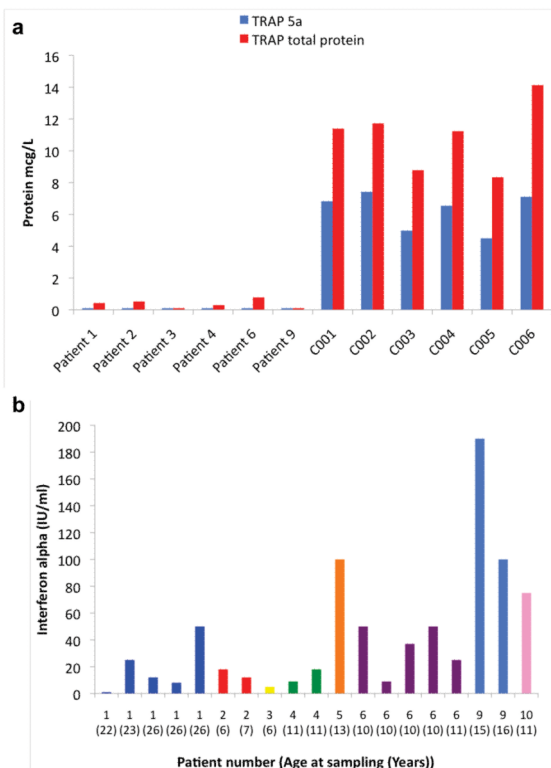 a
TRAP 5a
TRAP total protein
Protein mcg/L
16
14
12
10
8
6
4
2
0
Patient 1
Patient 2
Patient 3
Patient 4
Patient 6
Patient 9
C001
C002
C003
C004
C005
C006
b
Interferon alpha (IU/ml)
200
180
160
140
120
100
80
60
40
20
0
1 1 1 1 1 2 2 3 4 4 5 6 6 6 6 6 9 9 10
(22) (23) (26) (26) (26) (6) (7) (6) (11) (11) (13) (10) (10) (10) (10) (11) (15) (16) (11)
Patient number (Age at sampling (Years))